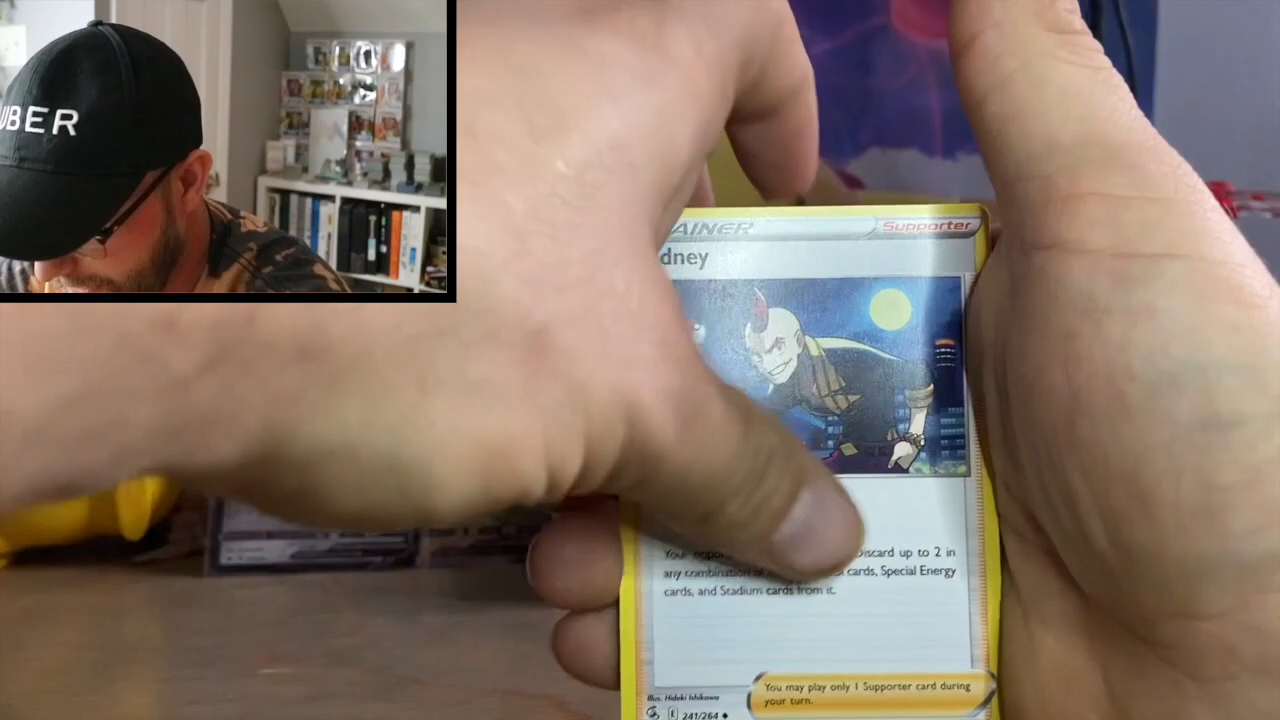 UBER
AINER
Supporter
dney
Your Discard up to 2 in
any combination of cards, Special Energy
cards, and Stadium cards from it.
You may play only 1 Supporter card during
your turn.
Illus. Hideki Ishikawa
E 241/264